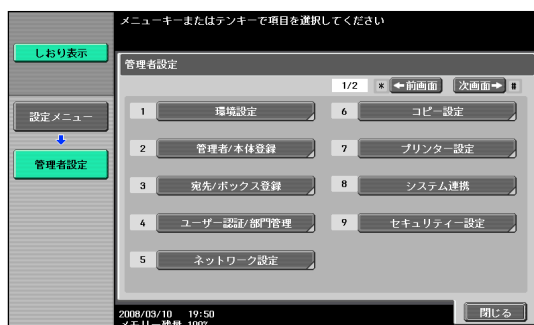 メニューキーまたはテンキーで項目を選択してください
しおり表示
管理者設定
1/2 * ←前画面 次画面→ #
設定メニュー
管理者設定
1 環境設定
2 管理者/本体登録
3 宛先/ボックス登録
4 ユーザー認証/部門管理
5 ネットワーク設定
6 コピー設定
7 プリンター設定
8 システム連携
9 セキュリティー設定
2008/03/10 19:50
メモリー残量 100%
閉じる